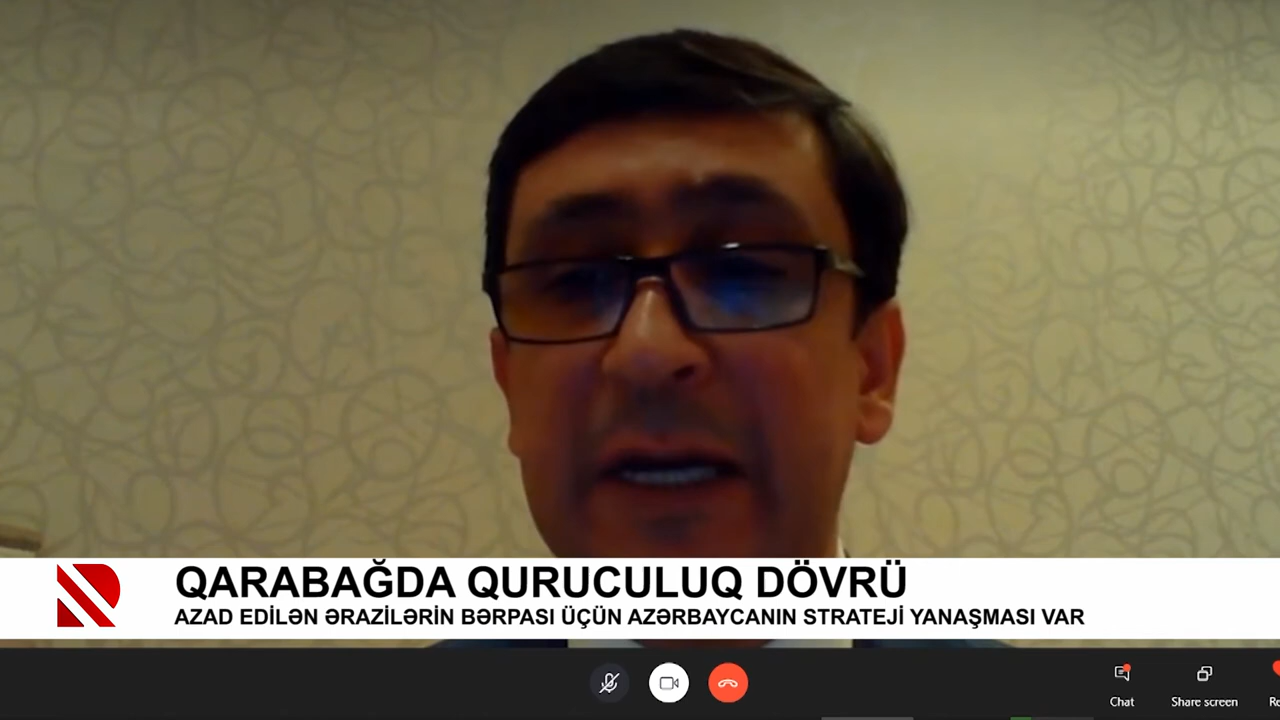 QARABAĞDA QURUCULUQ DÖVRÜ
AZAD EDİLƏN ƏRAZİLƏRİN BƏRPASI ÜÇÜN AZƏRBAYCANIN STRATEJİ YANAŞMASI VAR
Chat
Share screen